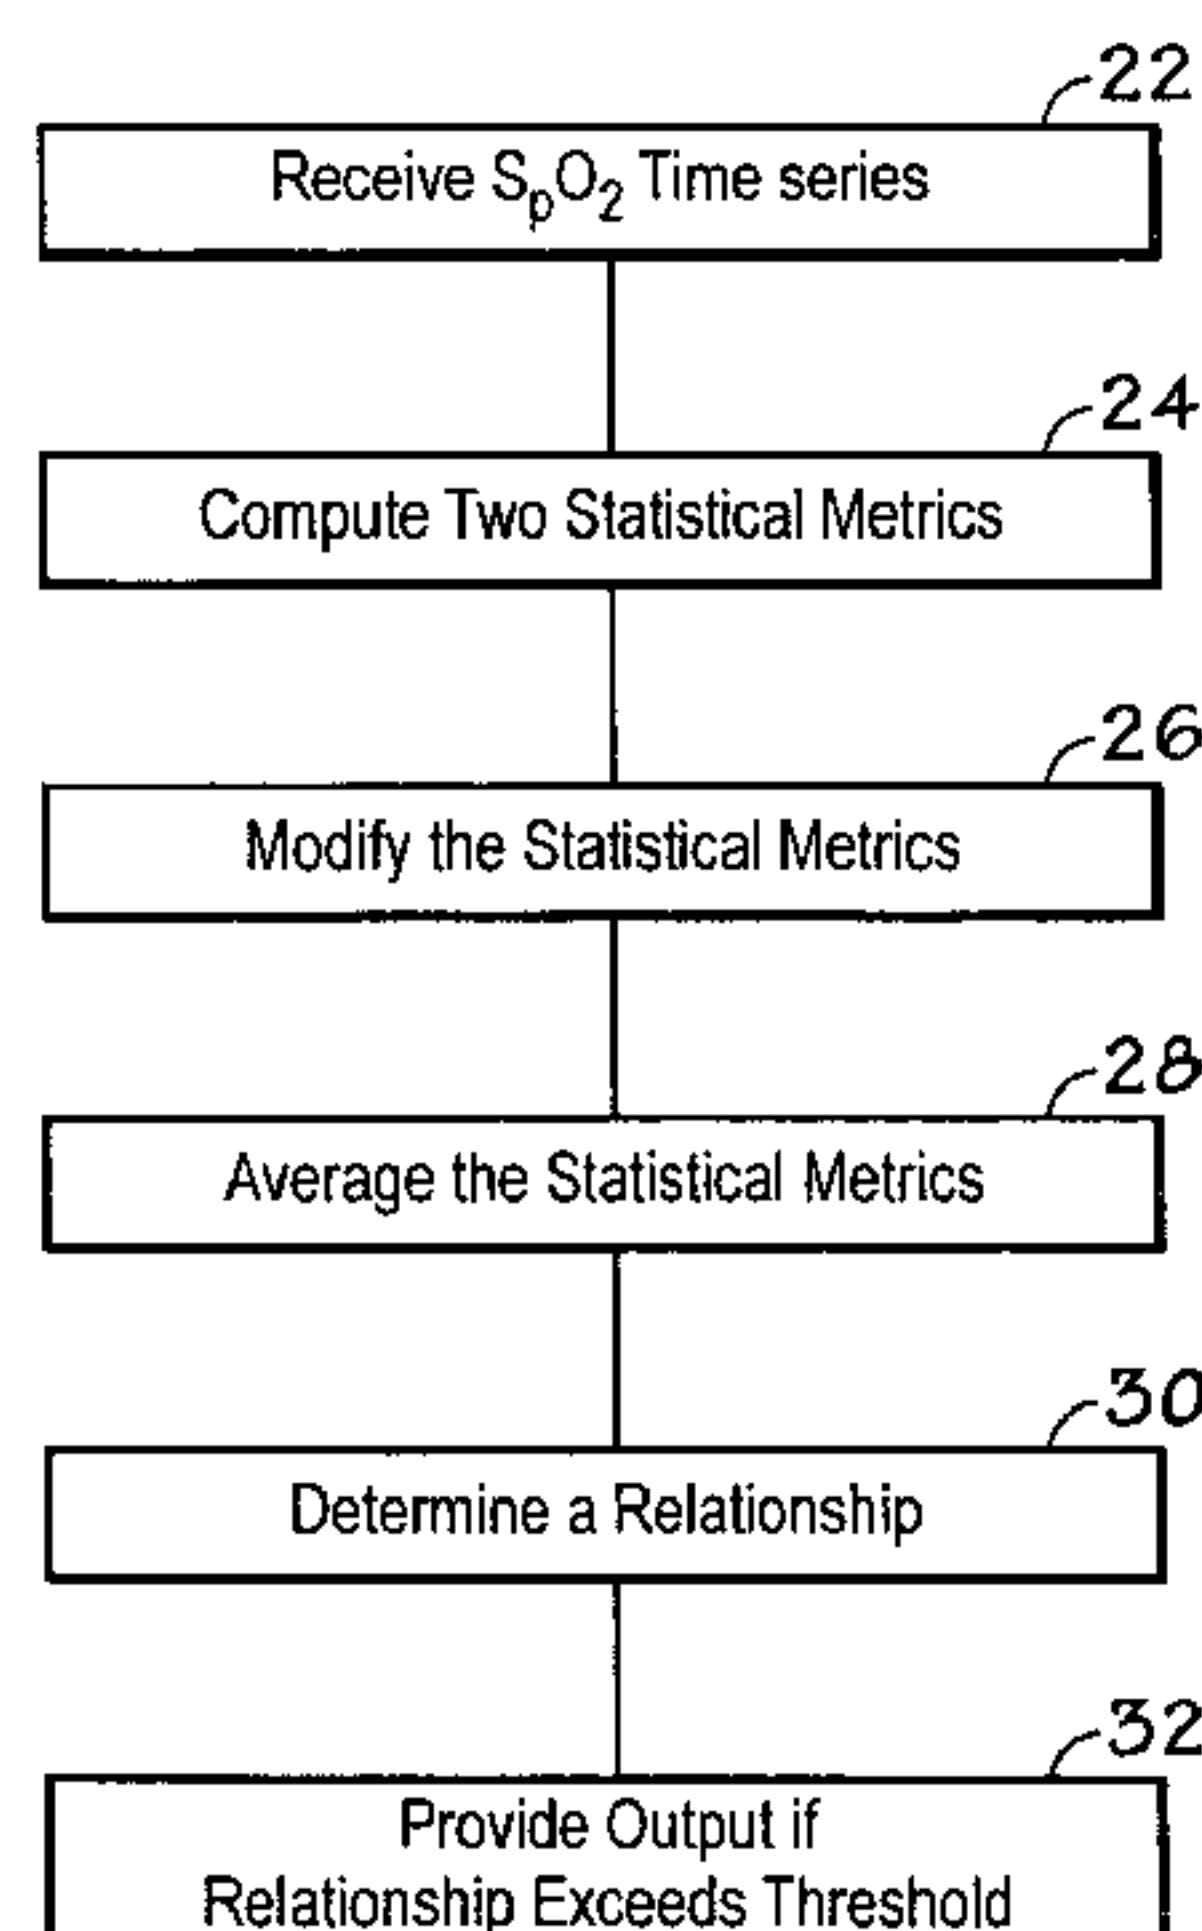 22
Receive SpO2 Time series
24
Compute Two Statistical Metrics
26
Modify the Statistical Metrics
28
Average the Statistical Metrics
30
Determine a Relationship
32
Provide Output if
Relationship Exceeds Threshold